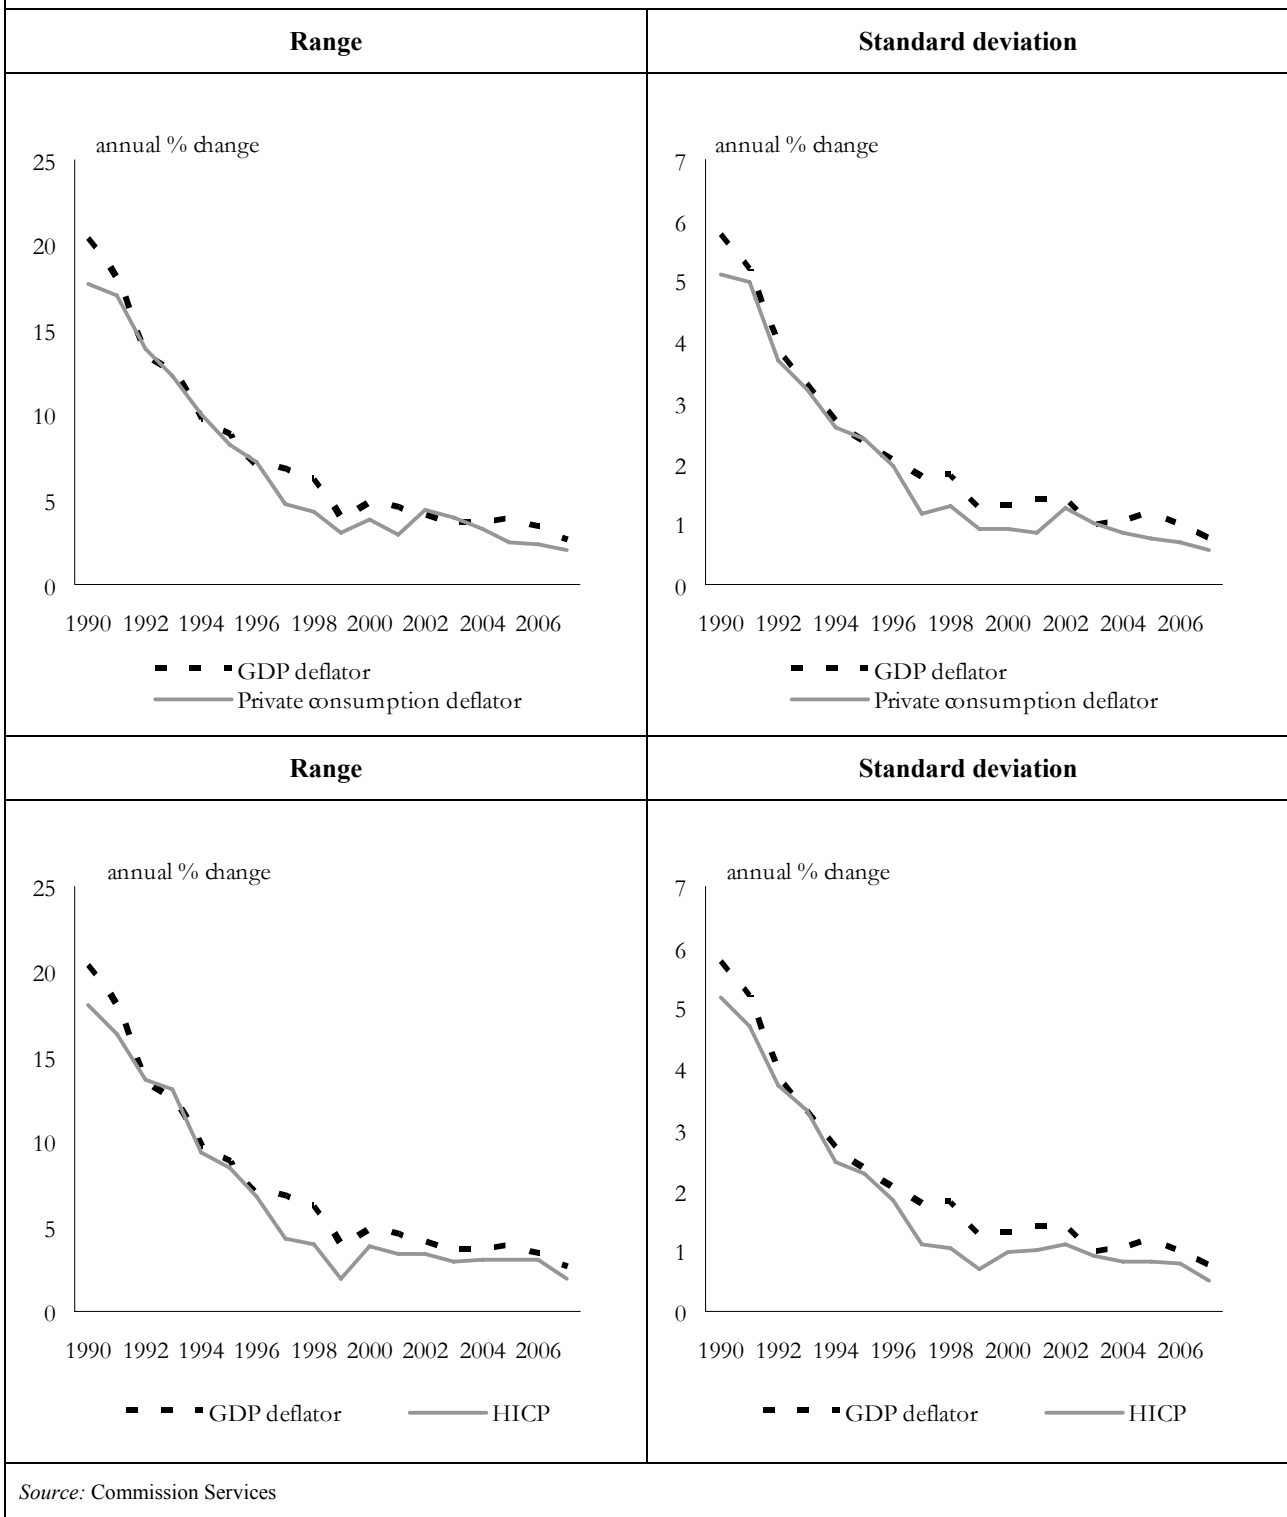 Range
Standard deviation
annual % change
25
20
15
10
5
0
1990 1992 1994 1996 1998 2000 2002 2004 2006
GDP deflator
Private consumption deflator
annual % change
7
6
5
4
3
2
1
0
1990 1992 1994 1996 1998 2000 2002 2004 2006
GDP deflator
Private consumption deflator
Range
Standard deviation
annual % change
25
20
15
10
5
0
1990 1992 1994 1996 1998 2000 2002 2004 2006
GDP deflator HICP
annual % change
7
6
5
4
3
2
1
0
1990 1992 1994 1996 1998 2000 2002 2004 2006
GDP deflator HICP
Source: Commission Services